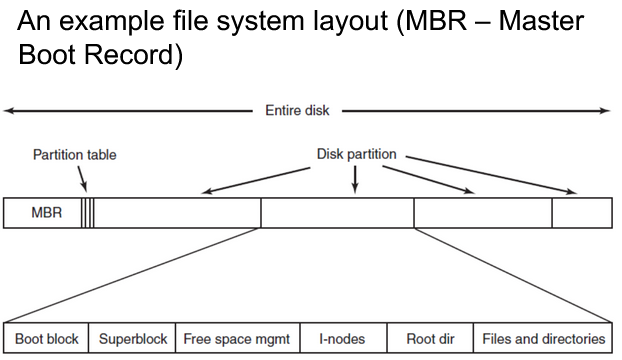 An example file system layout (MBR – Master
Boot Record)
Entire disk
Partition table
Disk partition
MBR
Boot block
Superblock
Free space mgmt
I-nodes
Root dir
Files and directories